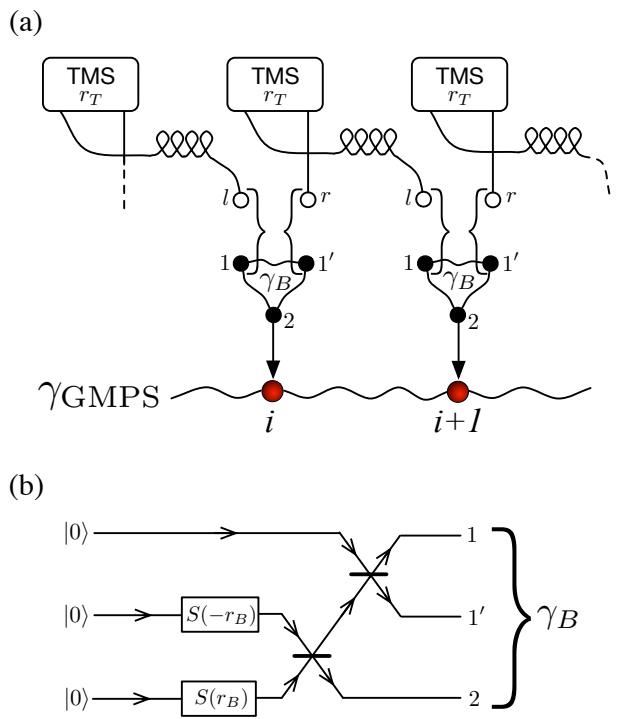 (a)
TMS TMS TMS
r_T r_T r_T
l r l r
1 1′ 1 1′
γ_B γ_B
2 2
γ_GMPS
i i+1
(b)
|0⟩ 1
|0⟩ S(-r_B) 1′ γ_B
|0⟩ S(r_B) 2